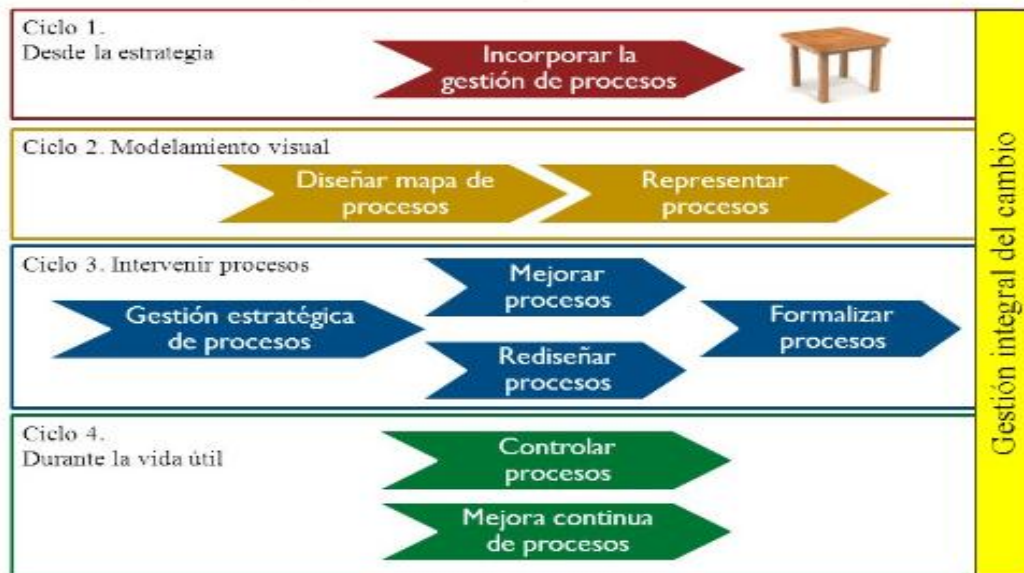 Ciclo 1.
Desde la estrategia
Incorporar la
gestión de procesos
Ciclo 2. Modelamiento visual
Diseñar mapa de
procesos
Representar
procesos
Ciclo 3. Intervenir procesos
Gestión estratégica
de procesos
Mejorar
procesos
Rediseñar
procesos
Formalizar
procesos
Ciclo 4.
Durante la vida útil
Controlar
procesos
Mejora continua
de procesos
Gestión integral del cambio